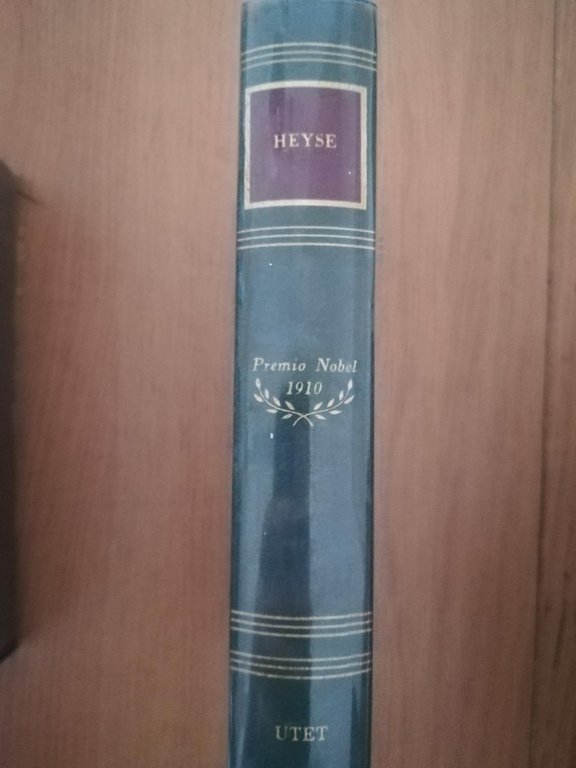 HEYSE
Premio Nobel
1910
UTET